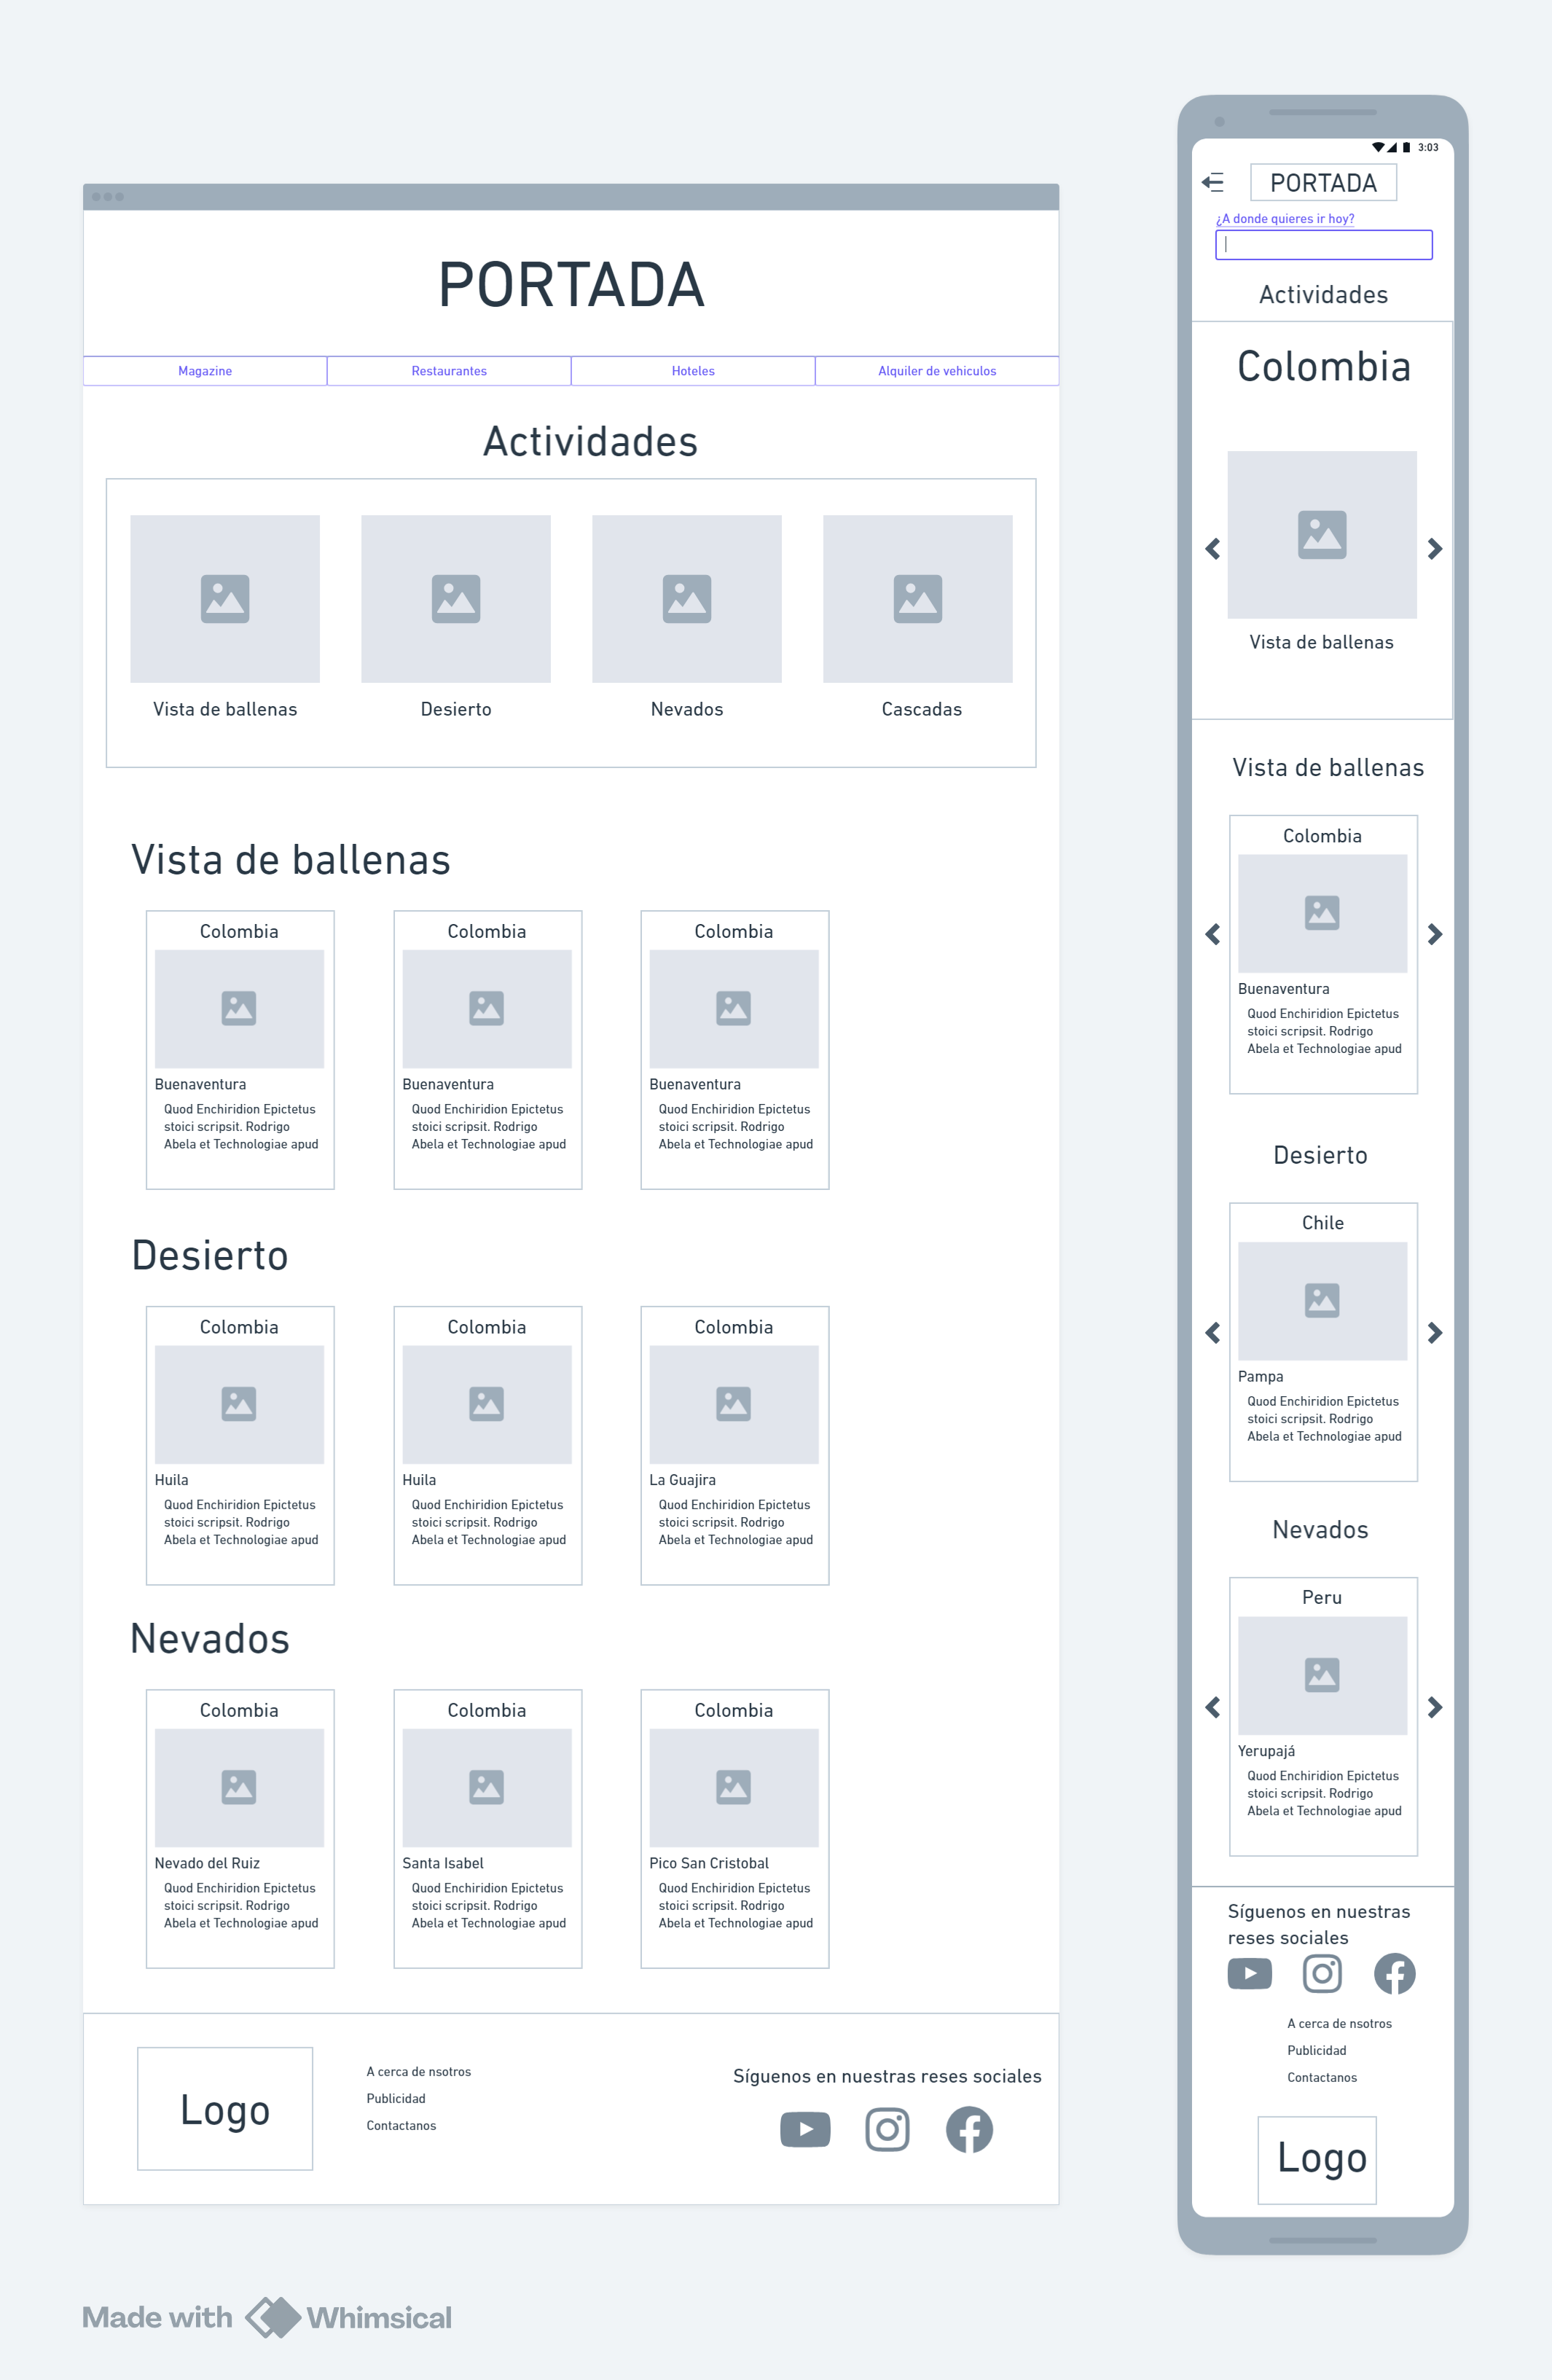 PORTADA
Magazine
Restaurantes
Hoteles
Alquiler de vehiculos
Actividades
Vista de ballenas
Desierto
Nevados
Cascadas
Vista de ballenas
Colombia
Buenaventura
Quod Enchiridion Epictetus
stoici scripsit. Rodrigo
Abela et Technologiae apud
Colombia
Buenaventura
Quod Enchiridion Epictetus
stoici scripsit. Rodrigo
Abela et Technologiae apud
Colombia
Buenaventura
Quod Enchiridion Epictetus
stoici scripsit. Rodrigo
Abela et Technologiae apud
Desierto
Colombia
Huila
Quod Enchiridion Epictetus
stoici scripsit. Rodrigo
Abela et Technologiae apud
Colombia
Huila
Quod Enchiridion Epictetus
stoici scripsit. Rodrigo
Abela et Technologiae apud
Colombia
La Guajira
Quod Enchiridion Epictetus
stoici scripsit. Rodrigo
Abela et Technologiae apud
Nevados
Colombia
Nevado del Ruiz
Quod Enchiridion Epictetus
stoici scripsit. Rodrigo
Abela et Technologiae apud
Colombia
Santa Isabel
Quod Enchiridion Epictetus
stoici scripsit. Rodrigo
Abela et Technologiae apud
Colombia
Pico San Cristobal
Quod Enchiridion Epictetus
stoici scripsit. Rodrigo
Abela et Technologiae apud
Logo
A cerca de nsotros
Publicidad
Contactanos
Síguenos en nuestras reses sociales
3:03
PORTADA
¿A donde quieres ir hoy?
Actividades
Colombia
Vista de ballenas
Vista de ballenas
Colombia
Buenaventura
Quod Enchiridion Epictetus
stoici scripsit. Rodrigo
Abela et Technologiae apud
Desierto
Chile
Pampa
Quod Enchiridion Epictetus
stoici scripsit. Rodrigo
Abela et Technologiae apud
Nevados
Peru
Yerupajá
Quod Enchiridion Epictetus
stoici scripsit. Rodrigo
Abela et Technologiae apud
Síguenos en nuestras
reses sociales
A cerca de nsotros
Publicidad
Contactanos
Logo
Made with Whimsical